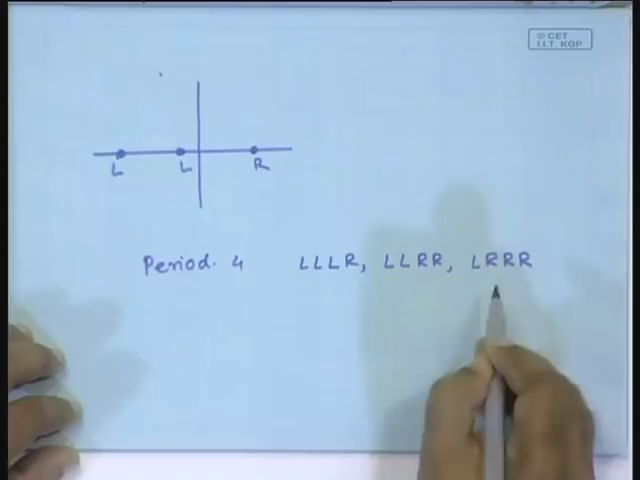 © CET
I.I.T. KGP
L L R
Period. 4 LLLR, LLRR, LRRR